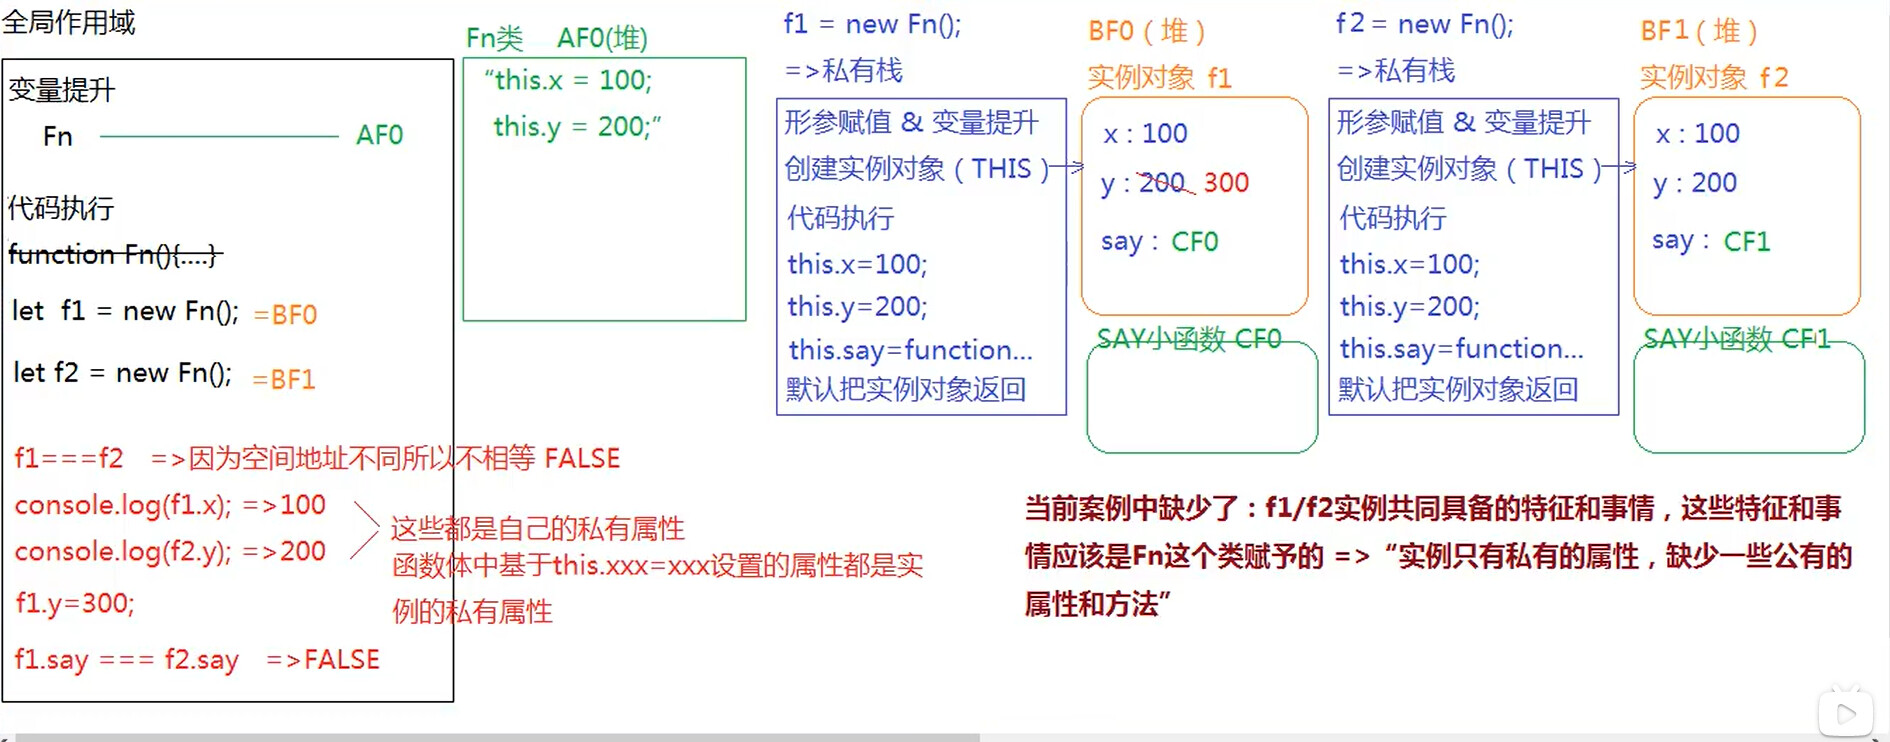 全局作用域
变量提升
Fn
AF0
代码执行
function Fn(){....}
let f1 = new Fn(); =BF0
let f2 = new Fn(); =BF1
f1===f2 =>因为空间地址不同所以不相等 FALSE
console.log(f1.x); =>100
console.log(f2.y); =>200
这些都是自己的私有属性
函数体中基于this.xxx=xxx设置的属性都是实
例的私有属性
f1.y=300;
f1.say === f2.say =>FALSE
Fn类 AF0(堆)
“this.x = 100;
this.y = 200;”
f1 = new Fn();
=>私有栈
形参赋值 & 变量提升
创建实例对象（THIS）
代码执行
this.x=100;
this.y=200;
this.say=function...
默认把实例对象返回
BF0（堆）
实例对象 f1
x : 100
y : 200 300
say : CF0
SAY小函数 CF0
f2 = new Fn();
=>私有栈
形参赋值 & 变量提升
创建实例对象（THIS）
代码执行
this.x=100;
this.y=200;
this.say=function...
默认把实例对象返回
BF1（堆）
实例对象 f2
x : 100
y : 200
say : CF1
SAY小函数 CF1
当前案例中缺少了：f1/f2实例共同具备的特征和事情，这些特征和事
情应该是Fn这个类赋予的 =>“实例只有私有的属性，缺少一些公有的
属性和方法”